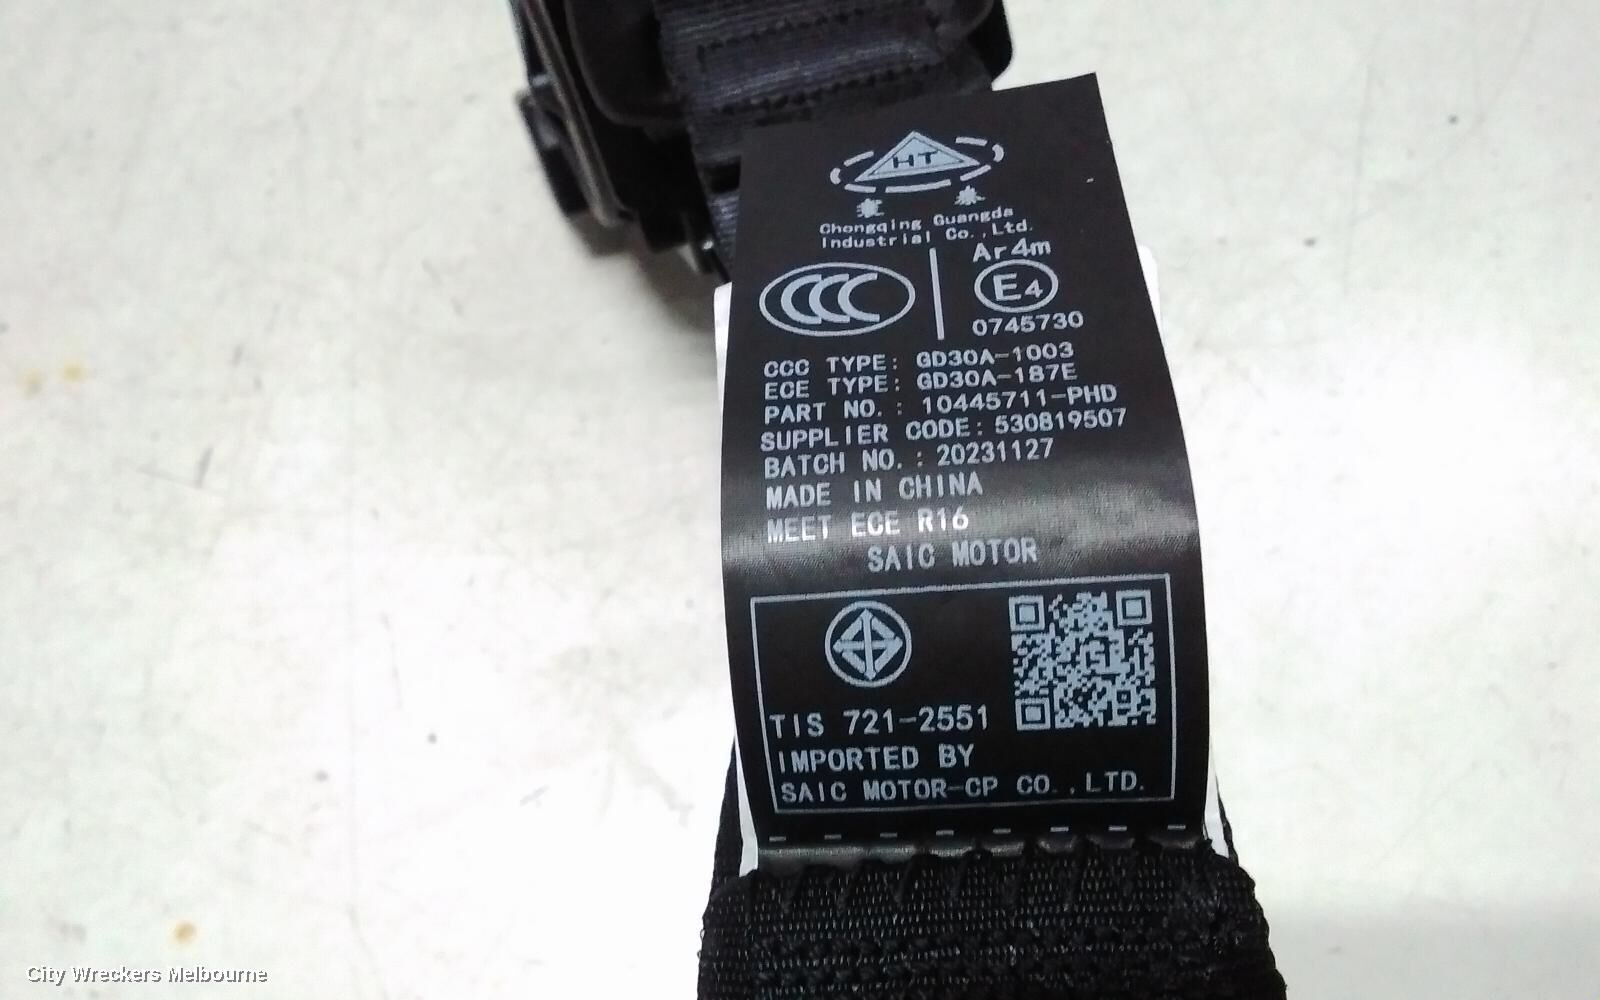 HT
Chongqing Guangda
Industrial Co.,Ltd.
Ar4m
CCC
E4
0745730
CCC TYPE: GD30A-1003
ECE TYPE: GD30A-187E
PART NO.: 10445711-PHD
SUPPLIER CODE: 530819507
BATCH NO.: 20231127
MADE IN CHINA
MEET ECE R16
SAIC MOTOR
TIS 721-2551
IMPORTED BY
SAIC MOTOR-CP CO.,LTD.
City Wreckers Melbourne